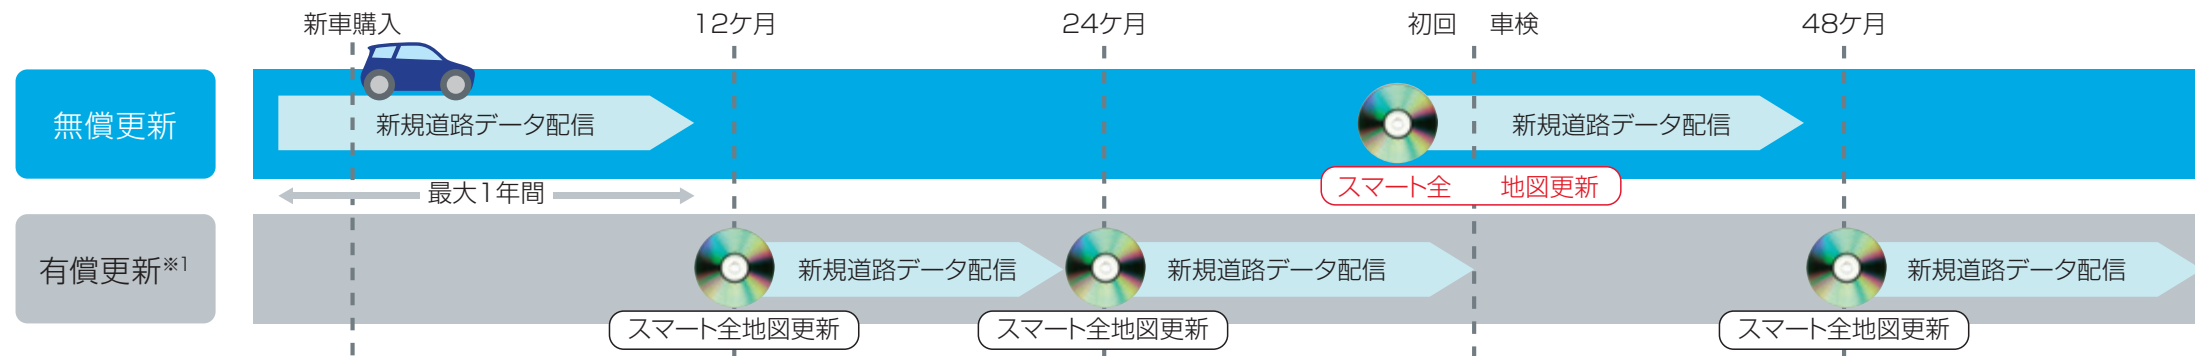 新車購入
12ケ月
24ケ月
初回 車検
48ケ月
無償更新
新規道路データ配信
新規道路データ配信
スマート全 地図更新
最大1年間
有償更新※1
新規道路データ配信
新規道路データ配信
新規道路データ配信
スマート全地図更新
スマート全地図更新
スマート全地図更新